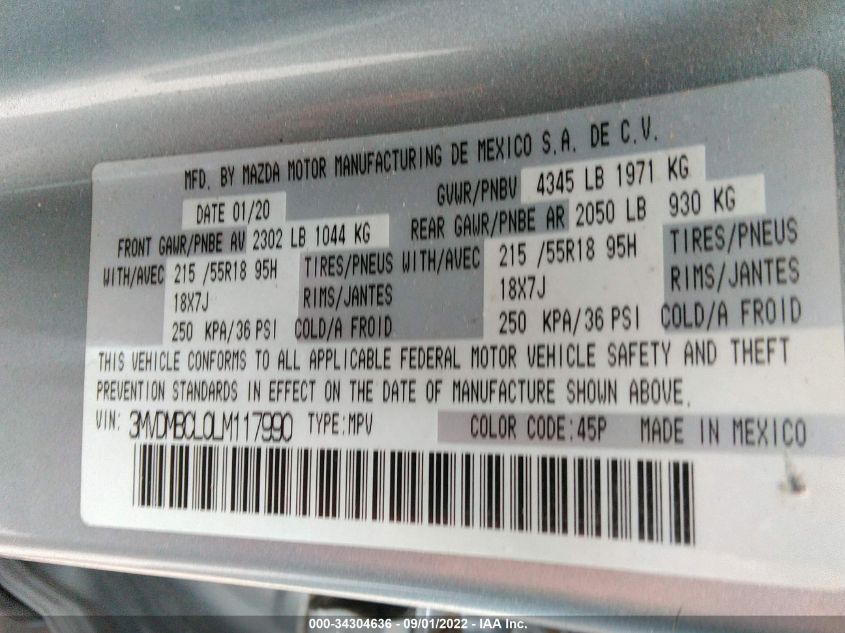 MFD. BY MAZDA MOTOR MANUFACTURING DE MEXICO S.A. DE C.V.
DATE 01/20 GVWR/PNBV 4345 LB 1971 KG
FRONT GAWR/PNBE AV 2302 LB 1044 KG REAR GAWR/PNBE AR 2050 LB 930 KG
WITH/AVEC 215 /55R18 95H TIRES/PNEUS WITH/AVEC 215 /55R18 95H TIRES/PNEUS
18X7J RIMS/JANTES 18X7J RIMS/JANTES
250 KPA/36 PSI COLD/A FROID 250 KPA/36 PSI COLD/A FROID
THIS VEHICLE CONFORMS TO ALL APPLICABLE FEDERAL MOTOR VEHICLE SAFETY AND THEFT
PREVENTION STANDARDS IN EFFECT ON THE DATE OF MANUFACTURE SHOWN ABOVE.
VIN: 3MVDMBCL0LM117990 TYPE:MPV COLOR CODE:45P MADE IN MEXICO
000-34304636 - 09/01/2022 - IAA Inc.